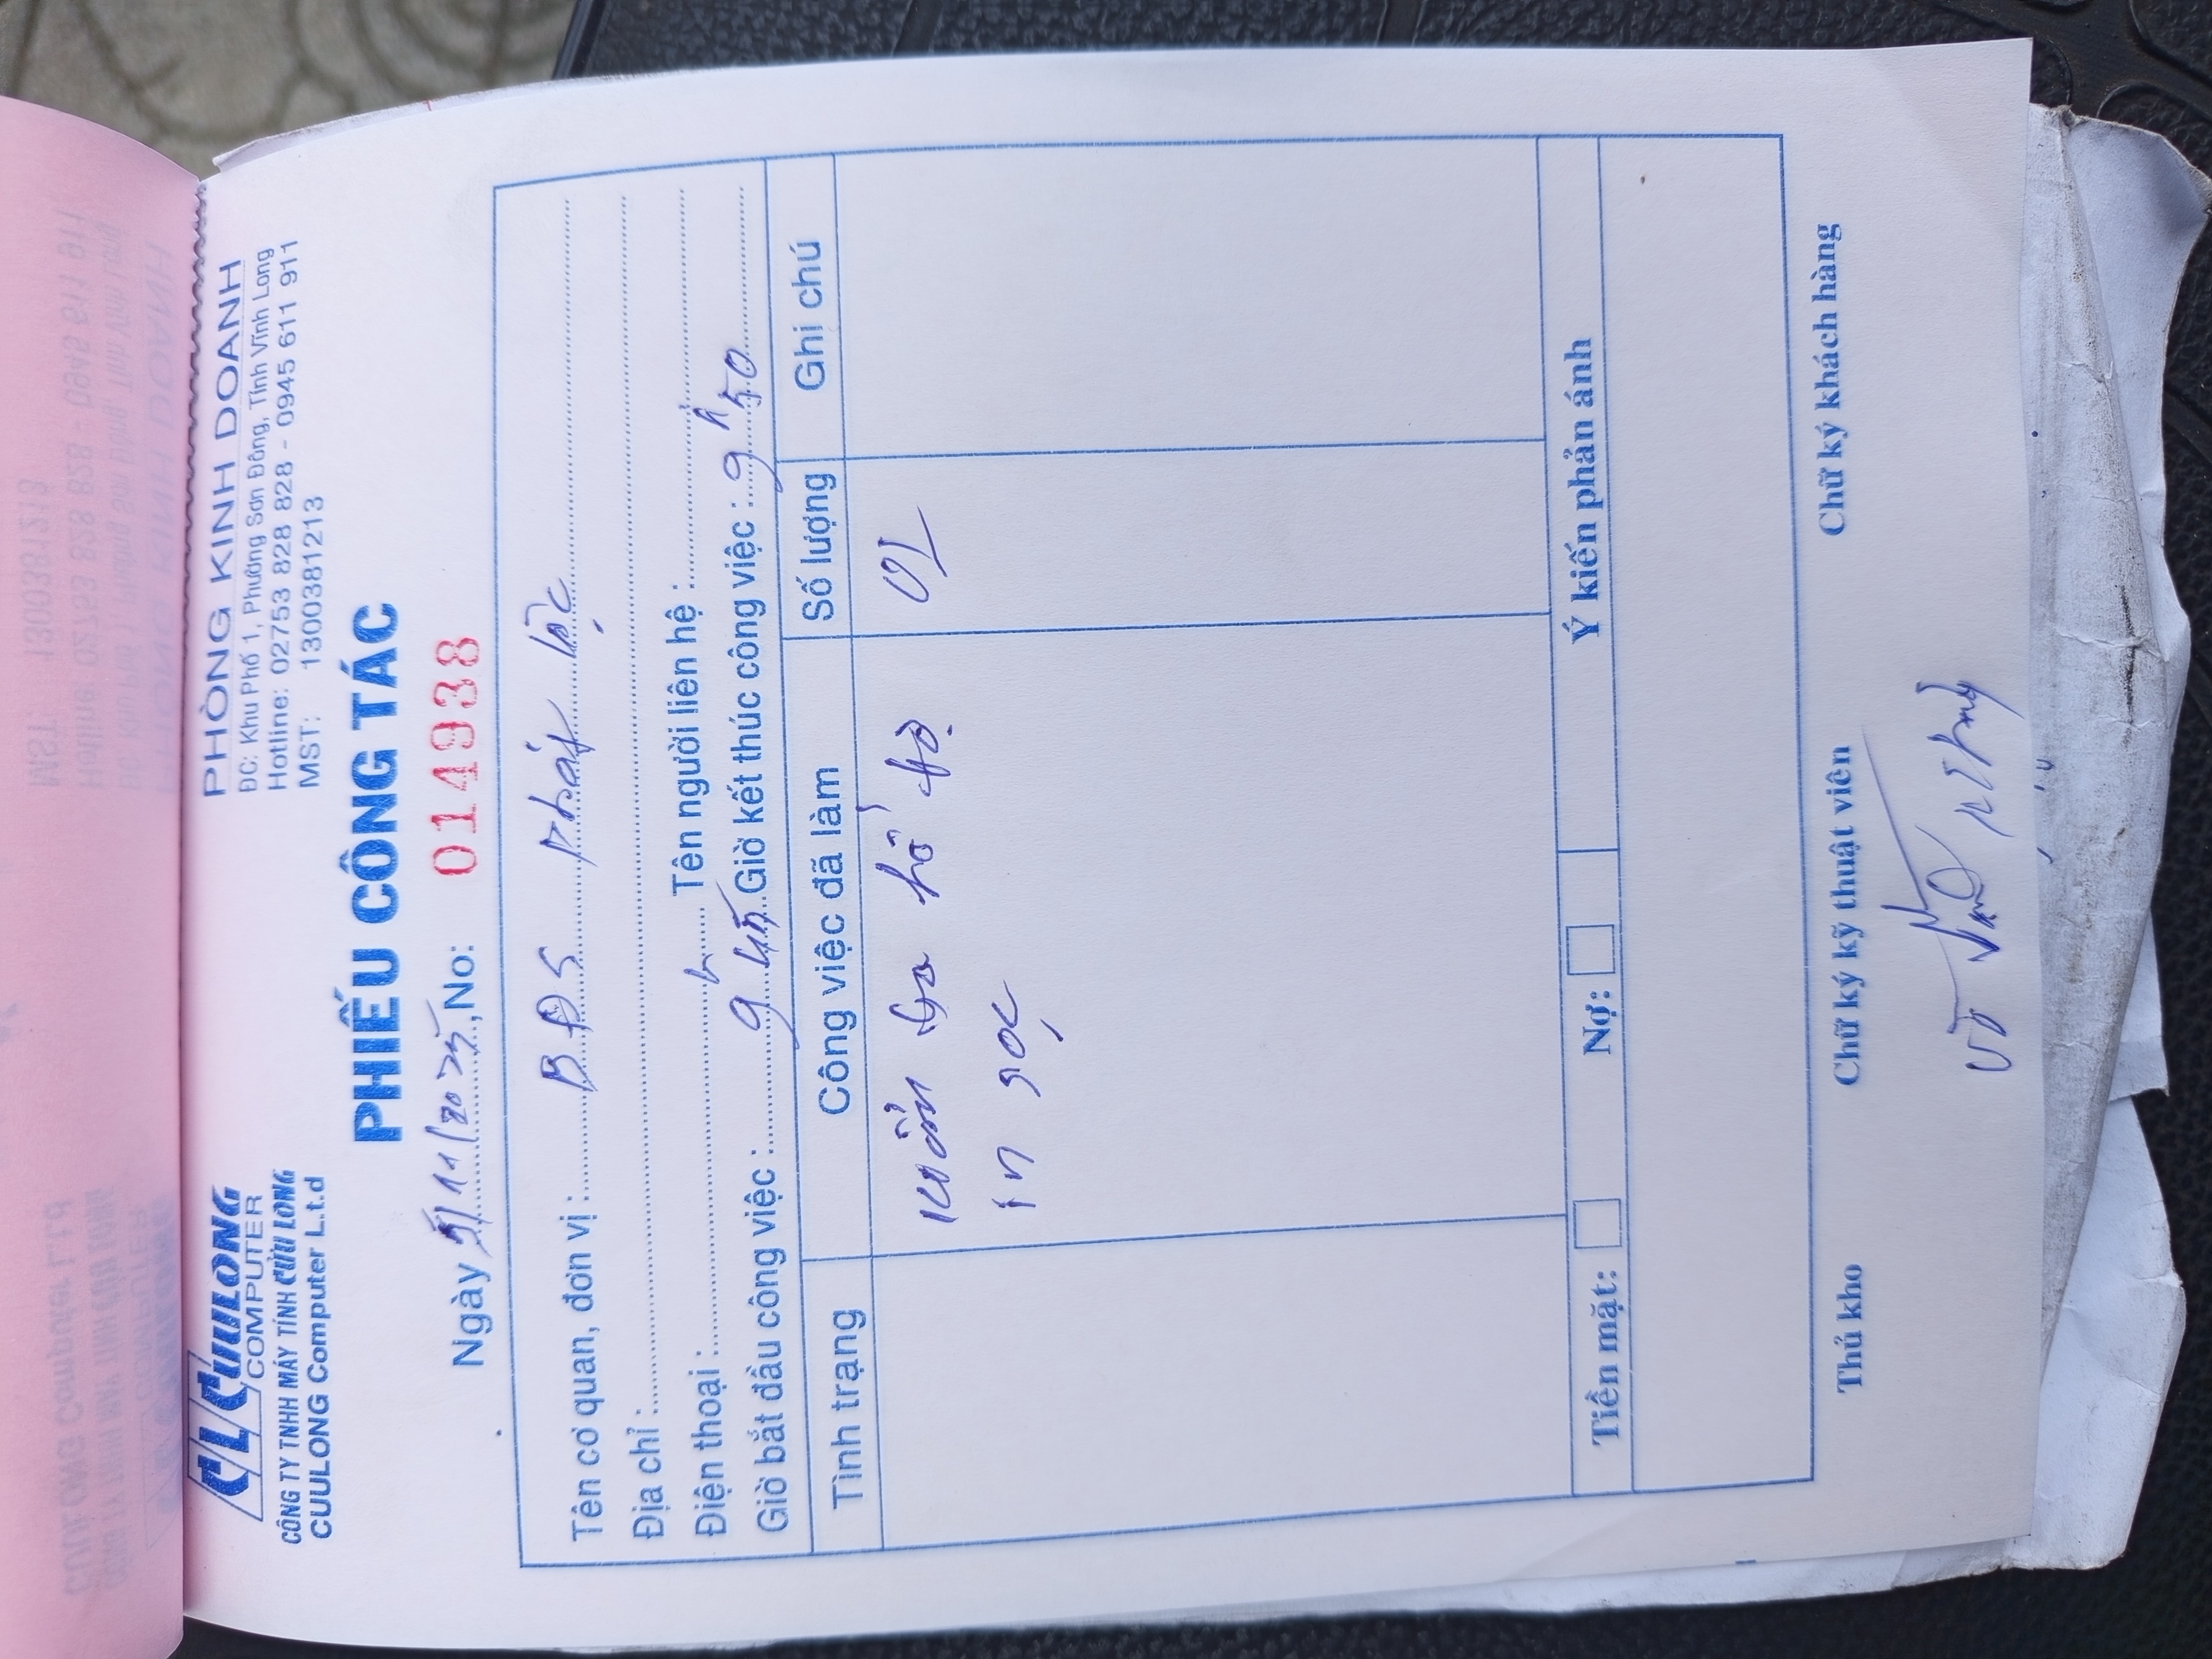 CL CUULONG
COMPUTER
CÔNG TY TNHH MÁY TÍNH CỬU LONG
CUULONG Computer L.t.d
PHÒNG KINH DOANH
ĐC: Khu Phố 1, Phường Sơn Đông, Tỉnh Vĩnh Long
Hotline: 02753 828 828 - 0945 611 911
MST: 1300381213
PHIẾU CÔNG TÁC
Ngày 5/11/2025, No: 014938
Tên cơ quan, đơn vị : BĐS Phát lộc
Địa chỉ :
Điện thoại : Tên người liên hệ :
Giờ bắt đầu công việc : 9h 45 Giờ kết thúc công việc : 9h50
Tình trạng Công việc đã làm Số lượng Ghi chú
hổ trợ 01
in
Tiền mặt: Nợ: Ý kiến phản ánh
Thủ kho Chữ ký kỹ thuật viên Chữ ký khách hàng